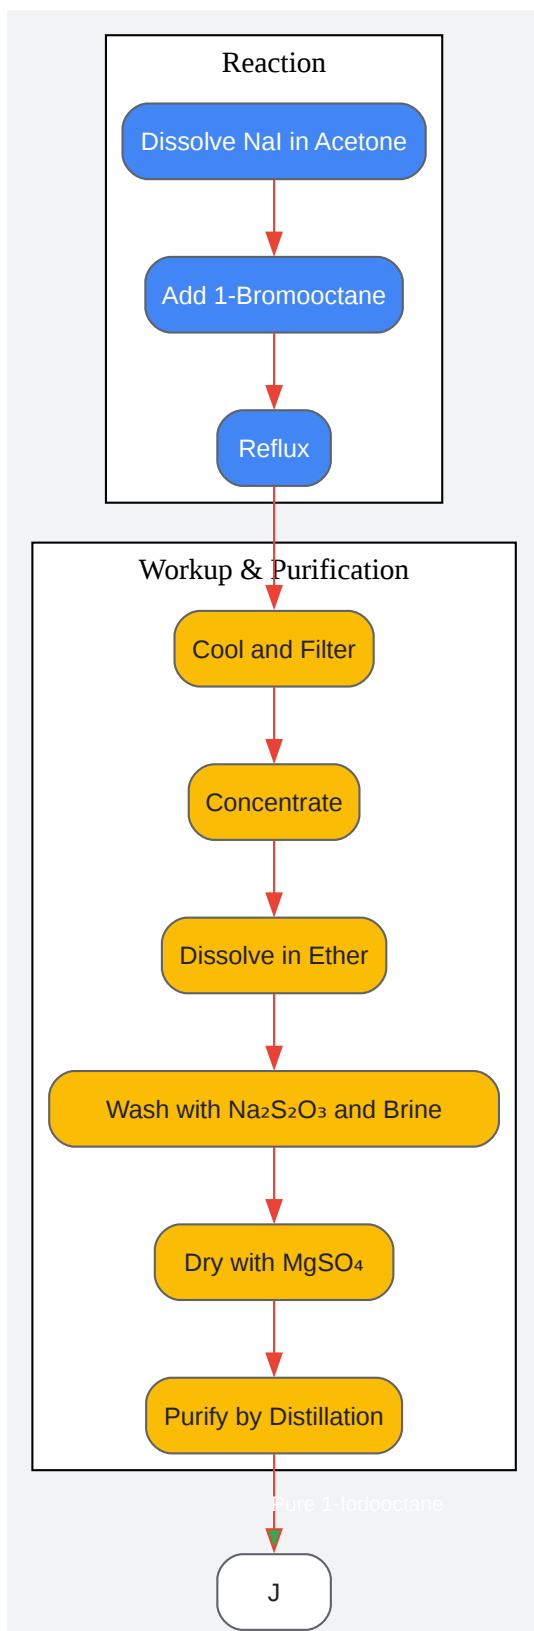 Reaction
Dissolve NaI in Acetone
Add 1-Bromooctane
Reflux
Workup & Purification
Cool and Filter
Concentrate
Dissolve in Ether
Wash with Na₂S₂O₃ and Brine
Dry with MgSO₄
Purify by Distillation
Pure 1-Iodooctane
J